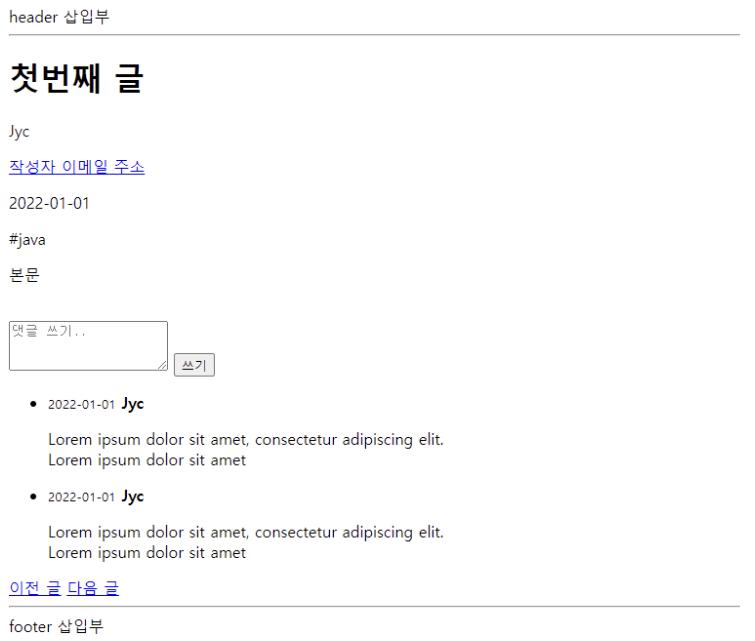 header 삽입부
첫번째 글
Jyc
작성자 이메일 주소
2022-01-01
#java
본문
댓글 쓰기..
쓰기
2022-01-01 Jyc
Lorem ipsum dolor sit amet, consectetur adipiscing elit.
Lorem ipsum dolor sit amet
2022-01-01 Jyc
Lorem ipsum dolor sit amet, consectetur adipiscing elit.
Lorem ipsum dolor sit amet
이전 글 다음 글
footer 삽입부